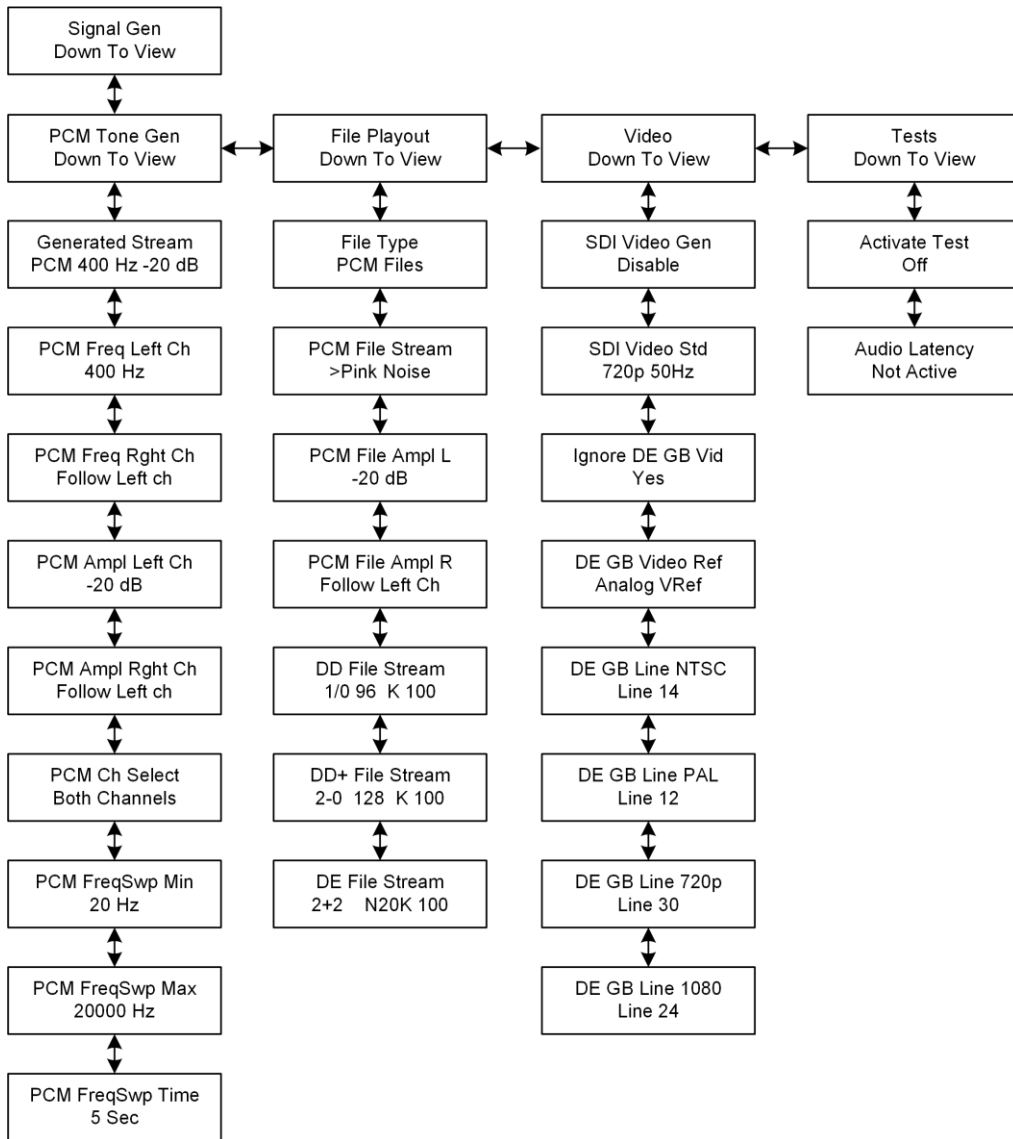 Signal Gen
Down To View
PCM Tone Gen
Down To View
Generated Stream
PCM 400 Hz -20 dB
PCM Freq Left Ch
400 Hz
PCM Freq Rght Ch
Follow Left ch
PCM Ampl Left Ch
-20 dB
PCM Ampl Rght Ch
Follow Left ch
PCM Ch Select
Both Channels
PCM FreqSwp Min
20 Hz
PCM FreqSwp Max
20000 Hz
PCM FreqSwp Time
5 Sec
File Playout
Down To View
File Type
PCM Files
PCM File Stream
>Pink Noise
PCM File Ampl L
-20 dB
PCM File Ampl R
Follow Left Ch
DD File Stream
1/0 96  K 100
DD+ File Stream
2-0  128  K 100
DE File Stream
2+2    N20K 100
Video
Down To View
SDI Video Gen
Disable
SDI Video Std
720p 50Hz
Ignore DE GB Vid
Yes
DE GB Video Ref
Analog VRef
DE GB Line NTSC
Line 14
DE GB Line PAL
Line 12
DE GB Line 720p
Line 30
DE GB Line 1080
Line 24
Tests
Down To View
Activate Test
Off
Audio Latency
Not Active